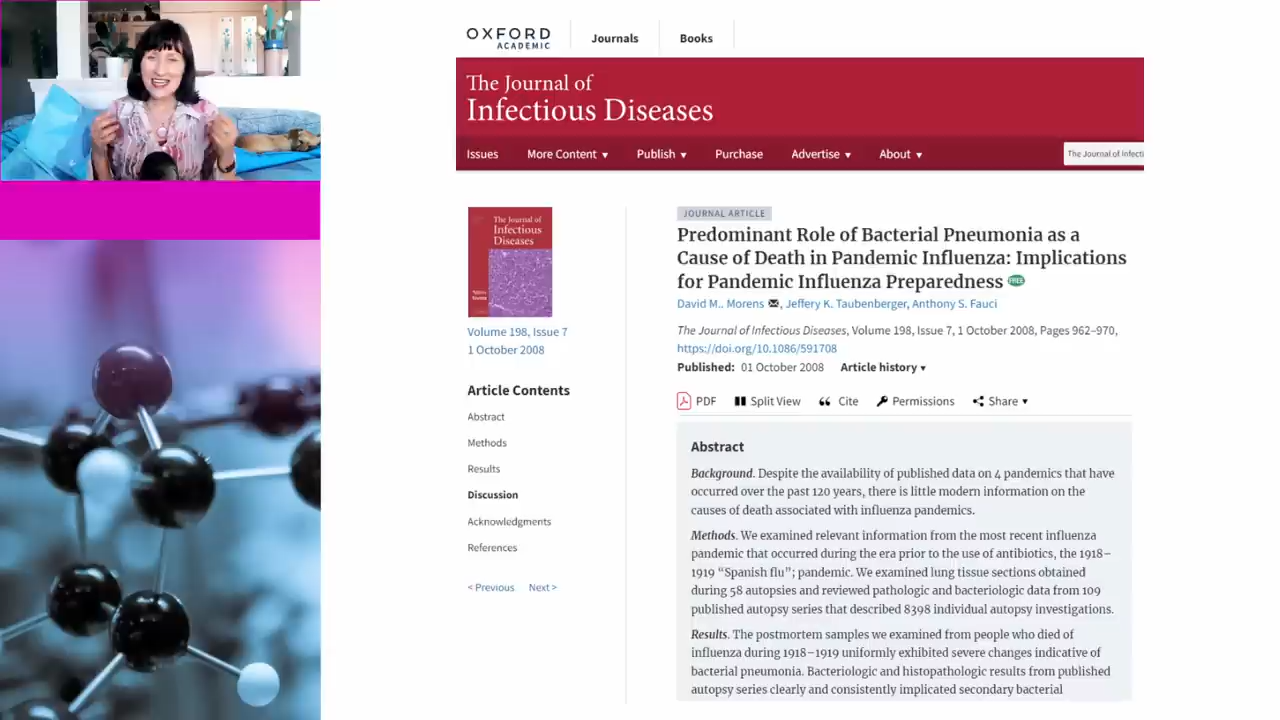 OXFORD
ACADEMIC
Journals
Books
The Journal of
Infectious Diseases
Issues
More Content ▼
Publish ▼
Purchase
Advertise ▼
About ▼
The Journal of Infecti
The Journal of
Infectious
Diseases
Volume 198, Issue 7
1 October 2008
Article Contents
Abstract
Methods
Results
Discussion
Acknowledgments
References
< Previous
Next >
JOURNAL ARTICLE
Predominant Role of Bacterial Pneumonia as a
Cause of Death in Pandemic Influenza: Implications
for Pandemic Influenza Preparedness FREE
David M.. Morens ✉, Jeffery K. Taubenberger, Anthony S. Fauci
The Journal of Infectious Diseases, Volume 198, Issue 7, 1 October 2008, Pages 962–970,
https://doi.org/10.1086/591708
Published: 01 October 2008 Article history ▼
PDF
Split View
Cite
Permissions
Share ▼
Abstract
Background. Despite the availability of published data on 4 pandemics that have
occurred over the past 120 years, there is little modern information on the
causes of death associated with influenza pandemics.
Methods. We examined relevant information from the most recent influenza
pandemic that occurred during the era prior to the use of antibiotics, the 1918–
1919 “Spanish flu”; pandemic. We examined lung tissue sections obtained
during 58 autopsies and reviewed pathologic and bacteriologic data from 109
published autopsy series that described 8398 individual autopsy investigations.
Results. The postmortem samples we examined from people who died of
influenza during 1918–1919 uniformly exhibited severe changes indicative of
bacterial pneumonia. Bacteriologic and histopathologic results from published
autopsy series clearly and consistently implicated secondary bacterial